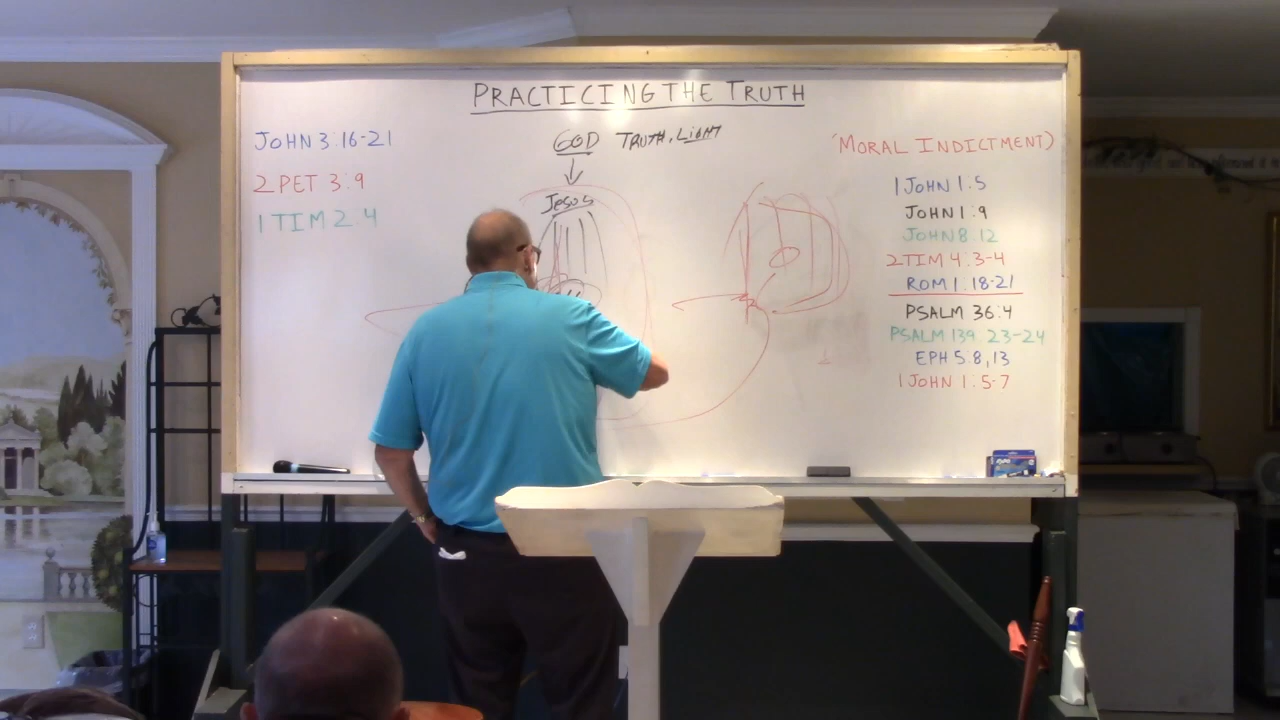 PRACTICING THE TRUTH
JOHN 3:16-21
2 PET 3:9
1 TIM 2:4
GOD TRUTH, LIGHT
JESUS
(MORAL INDICTMENT)
1 JOHN 1:5
JOHN 1:9
JOHN 8:12
2 TIM 4:3-4
ROM 1:18-21
PSALM 36:4
PSALM 139:23-24
EPH 5:8,13
1 JOHN 1:5-7